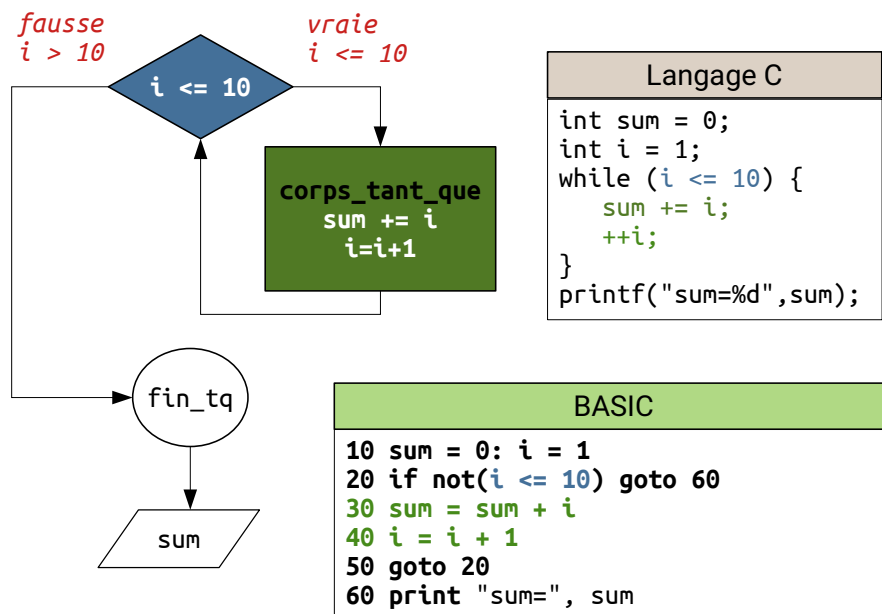 fausse
i > 10
vraie
i <= 10
i <= 10
corps_tant_que
sum += i
i=i+1
fin_tq
sum
Langage C
int sum = 0;
int i = 1;
while (i <= 10) {
   sum += i;
   ++i;
}
printf("sum=%d",sum);
BASIC
10 sum = 0: i = 1
20 if not(i <= 10) goto 60
30 sum = sum + i
40 i = i + 1
50 goto 20
60 print "sum=", sum